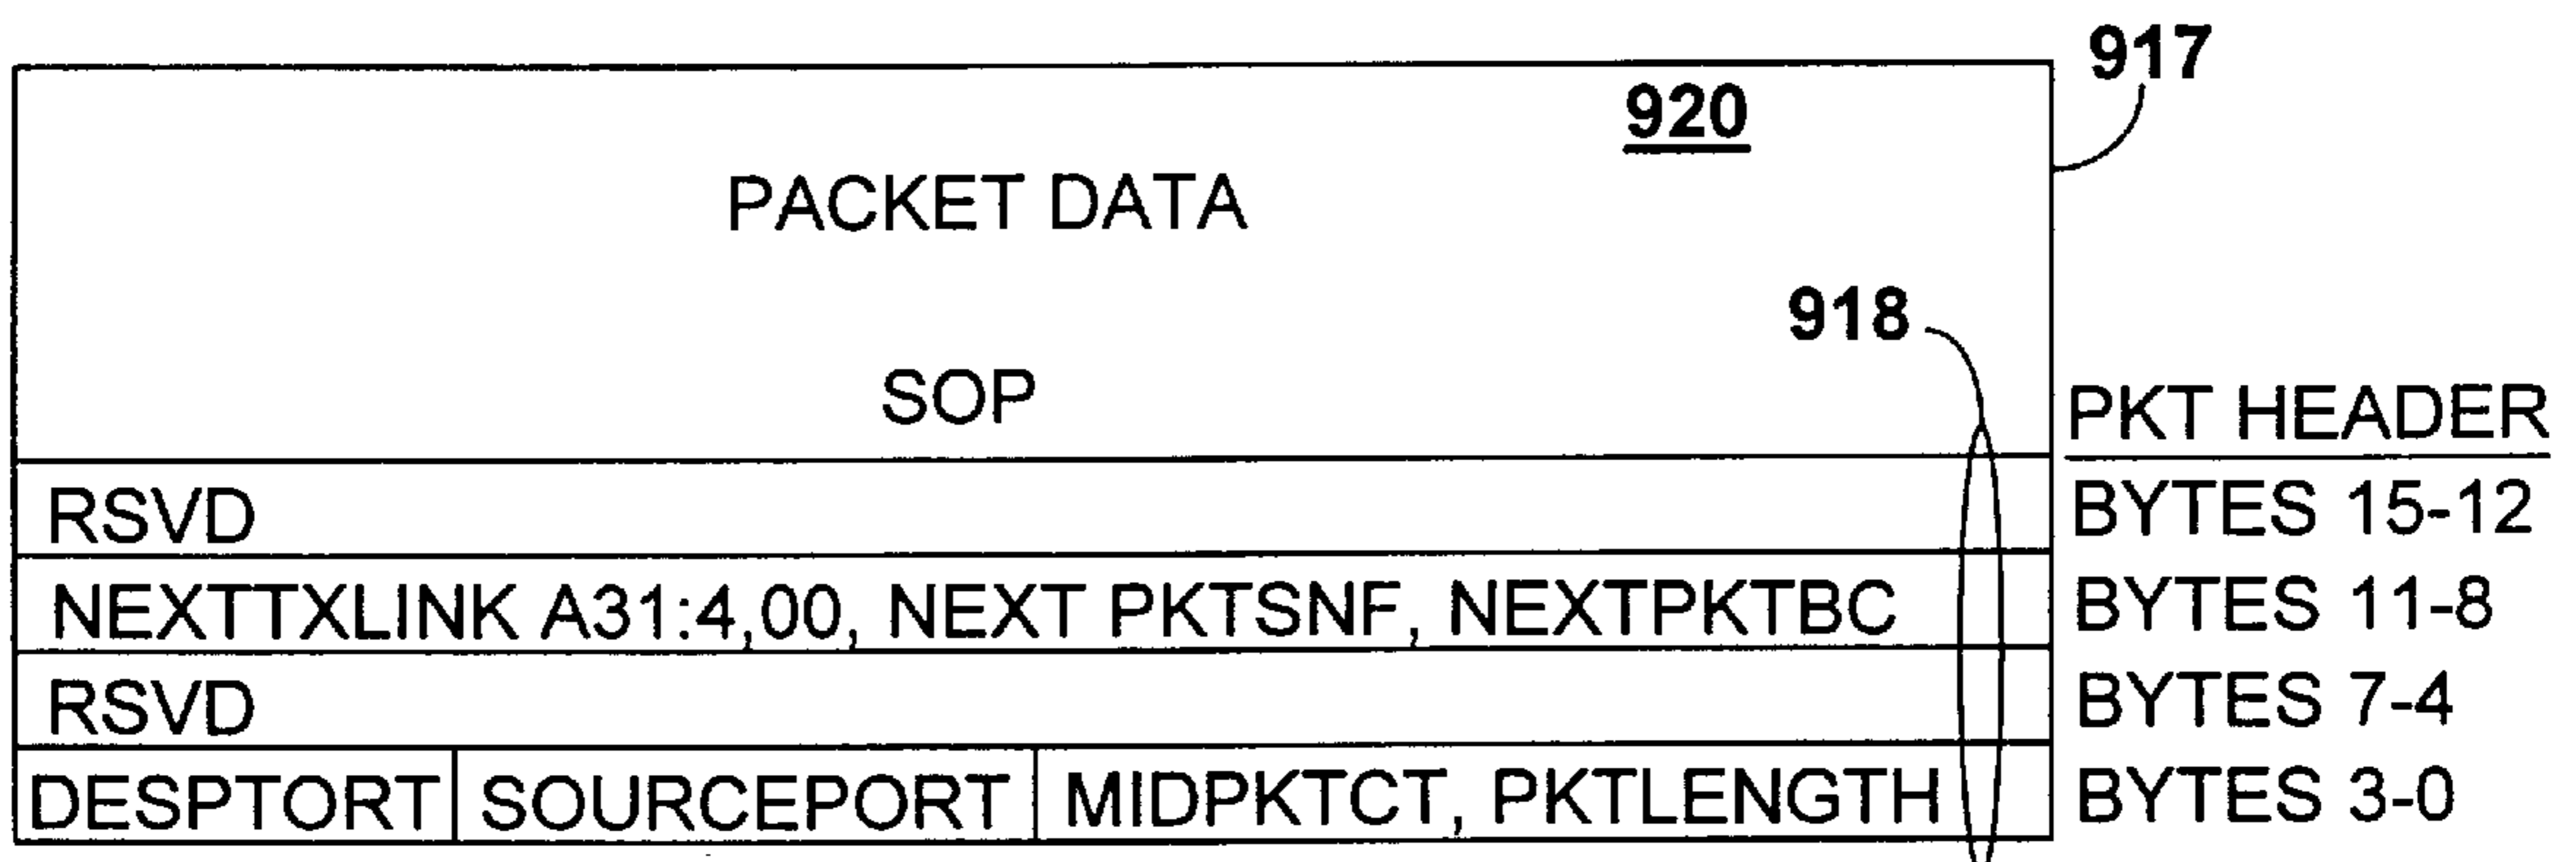 917
920
PACKET DATA
918
SOP
PKT HEADER
RSVD BYTES 15-12
NEXTTXLINK A31:4,00, NEXT PKTSNF, NEXTPKTBC BYTES 11-8
RSVD BYTES 7-4
DESPTORT SOURCEPORT MIDPKTCT, PKTLENGTH BYTES 3-0